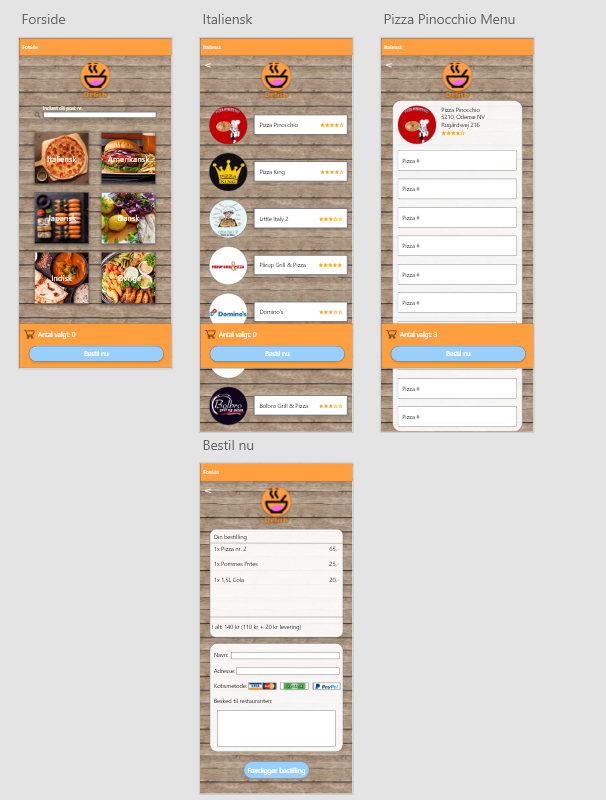 Forside
Forside
Indtast dit post nr.
Italiensk
Amerikansk
Japansk
Dansk
Indisk
Antal valgt: 0
Bestil nu
Italiensk
Italiensk
<
Pizza Pinocchio
Pizza King
Little Italy 2
Pårup Grill & Pizza
Domino's
Domino's
Antal valgt: 0
Bestil nu
Bolbro
Bolbro Grill & Pizza
Pizza Pinocchio Menu
Italiensk
<
Pizza Pinocchio
5210, Odense NV
Rugårdsvej 216
Pizza #
Pizza #
Pizza #
Pizza #
Pizza #
Pizza #
Antal valgt: 3
Bestil nu
Pizza #
Pizza #
Bestil nu
Forside
<
Din bestilling
1x Pizza nr. 2 65,-
1x Pommes Frites 25,-
1x 1,5L Cola 20,-
I alt: 140 kr (110 kr + 20 kr levering)
Navn:
Adresse:
Købsmetode: VISA PayPal
Besked til restauranten:
Færdiggør bestilling